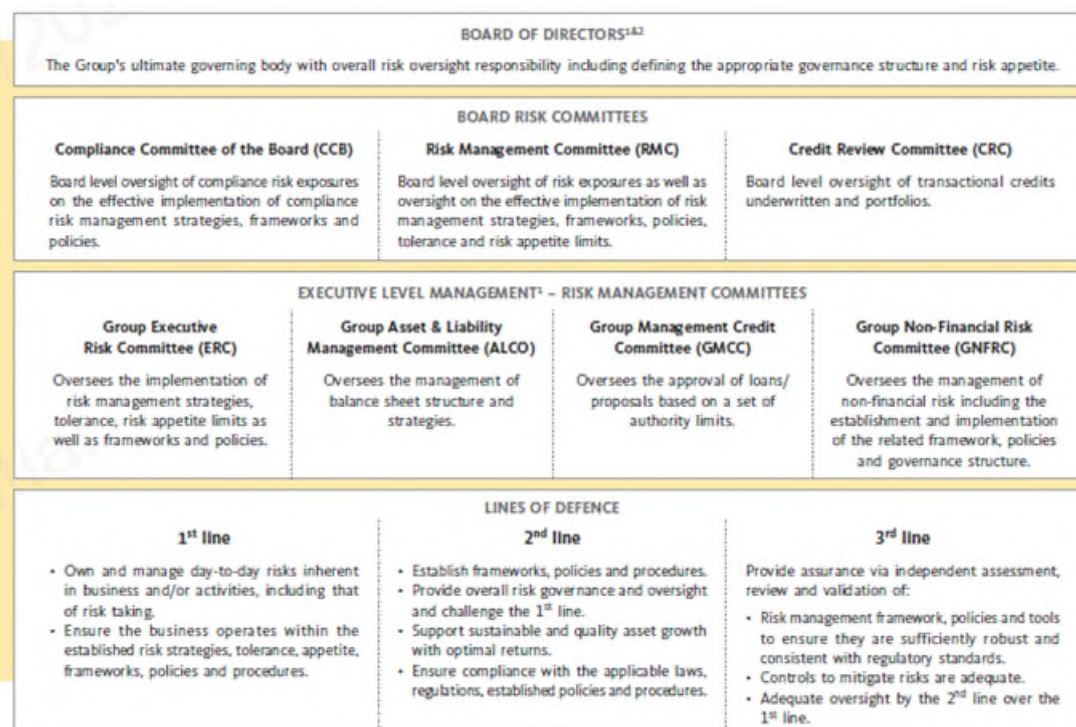 BOARD OF DIRECTORS¹&²
The Group's ultimate governing body with overall risk oversight responsibility including defining the appropriate governance structure and risk appetite.
BOARD RISK COMMITTEES
Compliance Committee of the Board (CCB)
Board level oversight of compliance risk exposures
on the effective implementation of compliance
risk management strategies, frameworks and
policies.
Risk Management Committee (RMC)
Board level oversight of risk exposures as well as
oversight on the effective implementation of risk
management strategies, frameworks, policies,
tolerance and risk appetite limits.
Credit Review Committee (CRC)
Board level oversight of transactional credits
underwritten and portfolios.
EXECUTIVE LEVEL MANAGEMENT¹ – RISK MANAGEMENT COMMITTEES
Group Executive
Risk Committee (ERC)
Oversees the implementation of
risk management strategies,
tolerance, risk appetite limits as
well as frameworks and policies.
Group Asset & Liability
Management Committee (ALCO)
Oversees the management of
balance sheet structure and
strategies.
Group Management Credit
Committee (GMCC)
Oversees the approval of loans/
proposals based on a set of
authority limits.
Group Non-Financial Risk
Committee (GNFRC)
Oversees the management of
non-financial risk including the
establishment and implementation
of the related framework, policies
and governance structure.
LINES OF DEFENCE
1st line
• Own and manage day-to-day risks inherent
in business and/or activities, including that
of risk taking.
• Ensure the business operates within the
established risk strategies, tolerance, appetite,
frameworks, policies and procedures.
2nd line
• Establish frameworks, policies and procedures.
• Provide overall risk governance and oversight
and challenge the 1st line.
• Support sustainable and quality asset growth
with optimal returns.
• Ensure compliance with the applicable laws,
regulations, established policies and procedures.
3rd line
Provide assurance via independent assessment,
review and validation of:
• Risk management framework, policies and tools
to ensure they are sufficiently robust and
consistent with regulatory standards.
• Controls to mitigate risks are adequate.
• Adequate oversight by the 2nd line over the
1st line.